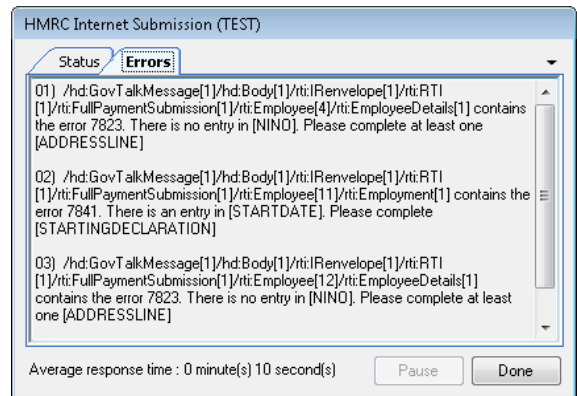 HMRC Internet Submission (TEST)
Status Errors
01) /hd:GovTalkMessage[1]/hd:Body[1]/rti:IRenvelope[1]/rti:RTI
[1]/rti:FullPaymentSubmission[1]/rti:Employee[4]/rti:EmployeeDetails[1] contains
the error 7823. There is no entry in [NINO]. Please complete at least one
[ADDRESSLINE]
02) /hd:GovTalkMessage[1]/hd:Body[1]/rti:IRenvelope[1]/rti:RTI
[1]/rti:FullPaymentSubmission[1]/rti:Employee[11]/rti:Employment[1] contains the
error 7841. There is an entry in [STARTDATE]. Please complete
[STARTINGDECLARATION]
03) /hd:GovTalkMessage[1]/hd:Body[1]/rti:IRenvelope[1]/rti:RTI
[1]/rti:FullPaymentSubmission[1]/rti:Employee[12]/rti:EmployeeDetails[1]
contains the error 7823. There is no entry in [NINO]. Please complete at least
one [ADDRESSLINE]
Average response time : 0 minute(s) 10 second(s) Pause Done